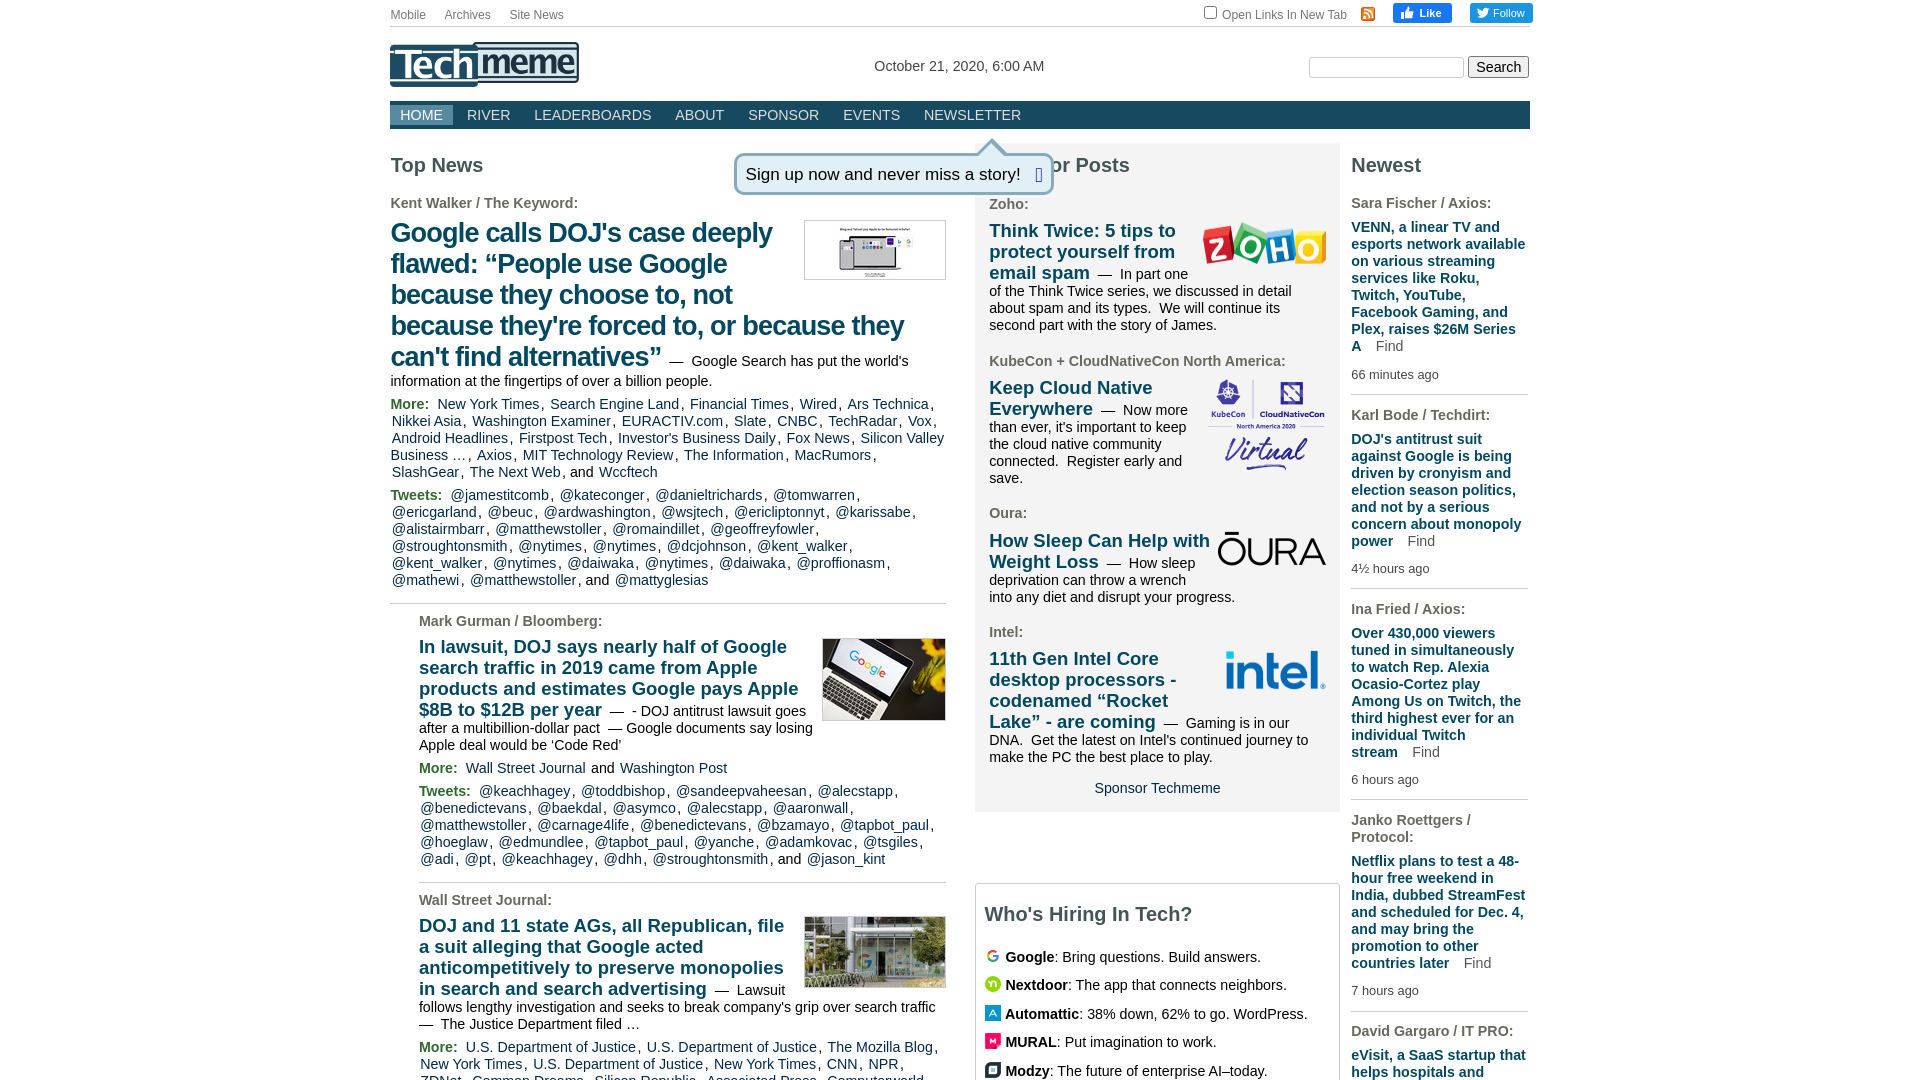 Mobile Archives Site News
Open Links In New Tab
Like
Follow
Techmeme
October 21, 2020, 6:00 AM
Search
HOME RIVER LEADERBOARDS ABOUT SPONSOR EVENTS NEWSLETTER
Sign up now and never miss a story!
Top News
Kent Walker / The Keyword:
Google calls DOJ's case deeply
flawed: “People use Google
because they choose to, not
because they're forced to, or because they
can't find alternatives” — Google Search has put the world's
information at the fingertips of over a billion people.
More: New York Times, Search Engine Land, Financial Times, Wired, Ars Technica,
Nikkei Asia, Washington Examiner, EURACTIV.com, Slate, CNBC, TechRadar, Vox,
Android Headlines, Firstpost Tech, Investor's Business Daily, Fox News, Silicon Valley
Business …, Axios, MIT Technology Review, The Information, MacRumors,
SlashGear, The Next Web, and Wccftech
Tweets: @jamestitcomb, @kateconger, @danieltrichards, @tomwarren,
@ericgarland, @beuc, @ardwashington, @wsjtech, @ericliptonnyt, @karissabe,
@alistairmbarr, @matthewstoller, @romaindillet, @geoffreyfowler,
@stroughtonsmith, @nytimes, @nytimes, @dcjohnson, @kent_walker,
@kent_walker, @nytimes, @daiwaka, @nytimes, @daiwaka, @proffionasm,
@mathewi, @matthewstoller, and @mattyglesias
Mark Gurman / Bloomberg:
In lawsuit, DOJ says nearly half of Google
search traffic in 2019 came from Apple
products and estimates Google pays Apple
$8B to $12B per year — - DOJ antitrust lawsuit goes
after a multibillion-dollar pact — Google documents say losing
Apple deal would be ‘Code Red’
Google
More: Wall Street Journal and Washington Post
Tweets: @keachhagey, @toddbishop, @sandeepvaheesan, @alecstapp,
@benedictevans, @baekdal, @asymco, @alecstapp, @aaronwall,
@matthewstoller, @carnage4life, @benedictevans, @bzamayo, @tapbot_paul,
@hoeglaw, @edmundlee, @tapbot_paul, @yanche, @adamkovac, @tsgiles,
@adi, @pt, @keachhagey, @dhh, @stroughtonsmith, and @jason_kint
Wall Street Journal:
DOJ and 11 state AGs, all Republican, file
a suit alleging that Google acted
anticompetitively to preserve monopolies
in search and search advertising — Lawsuit
follows lengthy investigation and seeks to break company's grip over search traffic
— The Justice Department filed …
More: U.S. Department of Justice, U.S. Department of Justice, The Mozilla Blog,
New York Times, U.S. Department of Justice, New York Times, CNN, NPR,
ZDNet, Common Dreams, Silicon Republic, Associated Press, Computerworld,
or Posts
Zoho:
Think Twice: 5 tips to
protect yourself from
email spam — In part one
of the Think Twice series, we discussed in detail
about spam and its types. We will continue its
second part with the story of James.
ZOHO
KubeCon + CloudNativeCon North America:
Keep Cloud Native
Everywhere — Now more
than ever, it's important to keep
the cloud native community
connected. Register early and
save.
KubeCon CloudNativeCon
North America 2020
Virtual
Oura:
How Sleep Can Help with
Weight Loss — How sleep
deprivation can throw a wrench
into any diet and disrupt your progress.
ŌURA
Intel:
11th Gen Intel Core
desktop processors -
codenamed “Rocket
Lake” - are coming — Gaming is in our
DNA. Get the latest on Intel's continued journey to
make the PC the best place to play.
intel
Sponsor Techmeme
Who's Hiring In Tech?
Google: Bring questions. Build answers.
Nextdoor: The app that connects neighbors.
Automattic: 38% down, 62% to go. WordPress.
MURAL: Put imagination to work.
Modzy: The future of enterprise AI–today.
Newest
Sara Fischer / Axios:
VENN, a linear TV and
esports network available
on various streaming
services like Roku,
Twitch, YouTube,
Facebook Gaming, and
Plex, raises $26M Series
A Find
66 minutes ago
Karl Bode / Techdirt:
DOJ's antitrust suit
against Google is being
driven by cronyism and
election season politics,
and not by a serious
concern about monopoly
power Find
4½ hours ago
Ina Fried / Axios:
Over 430,000 viewers
tuned in simultaneously
to watch Rep. Alexia
Ocasio-Cortez play
Among Us on Twitch, the
third highest ever for an
individual Twitch
stream Find
6 hours ago
Janko Roettgers /
Protocol:
Netflix plans to test a 48-
hour free weekend in
India, dubbed StreamFest
and scheduled for Dec. 4,
and may bring the
promotion to other
countries later Find
7 hours ago
David Gargaro / IT PRO:
eVisit, a SaaS startup that
helps hospitals and